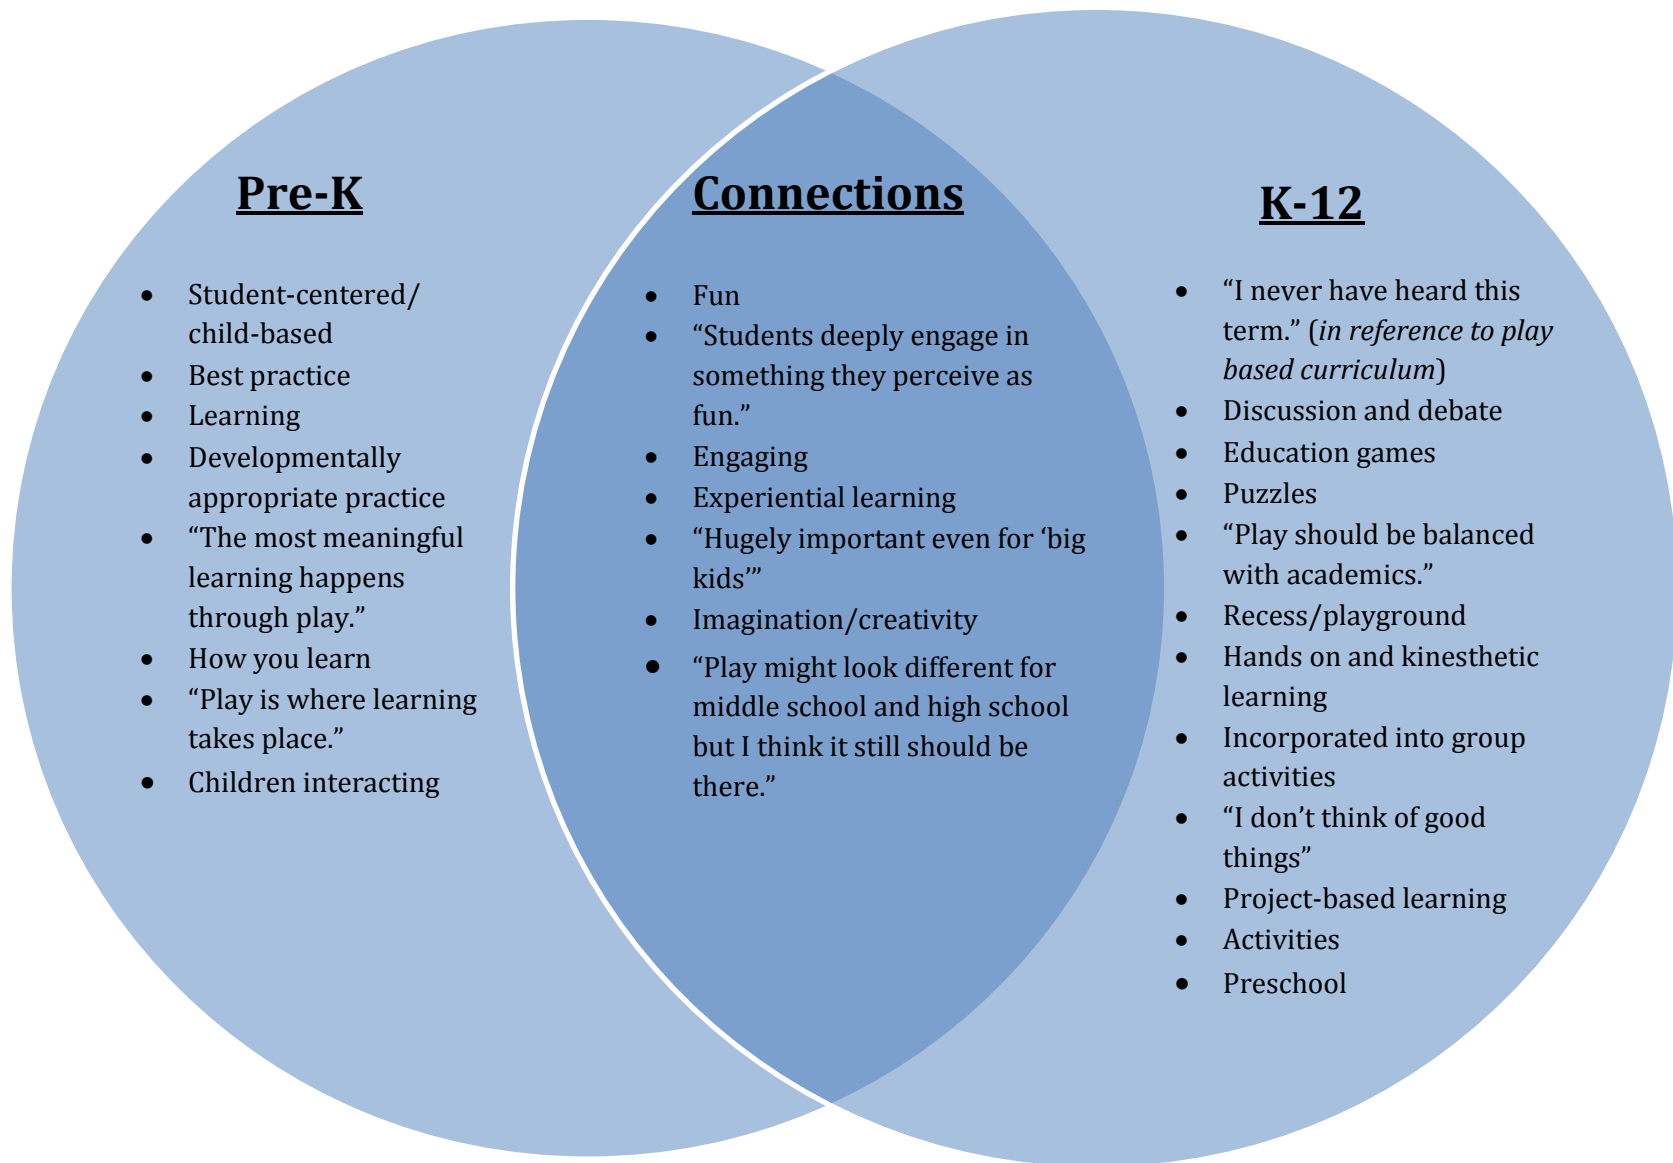 Pre-K
• Student-centered/
child-based
• Best practice
• Learning
• Developmentally
appropriate practice
• “The most meaningful
learning happens
through play.”
• How you learn
• “Play is where learning
takes place.”
• Children interacting
Connections
• Fun
• “Students deeply engage in
something they perceive as
fun.”
• Engaging
• Experiential learning
• “Hugely important even for ‘big
kids’”
• Imagination/creativity
• “Play might look different for
middle school and high school
but I think it still should be
there.”
K-12
• “I never have heard this
term.” (in reference to play
based curriculum)
• Discussion and debate
• Education games
• Puzzles
• “Play should be balanced
with academics.”
• Recess/playground
• Hands on and kinesthetic
learning
• Incorporated into group
activities
• “I don’t think of good
things”
• Project-based learning
• Activities
• Preschool